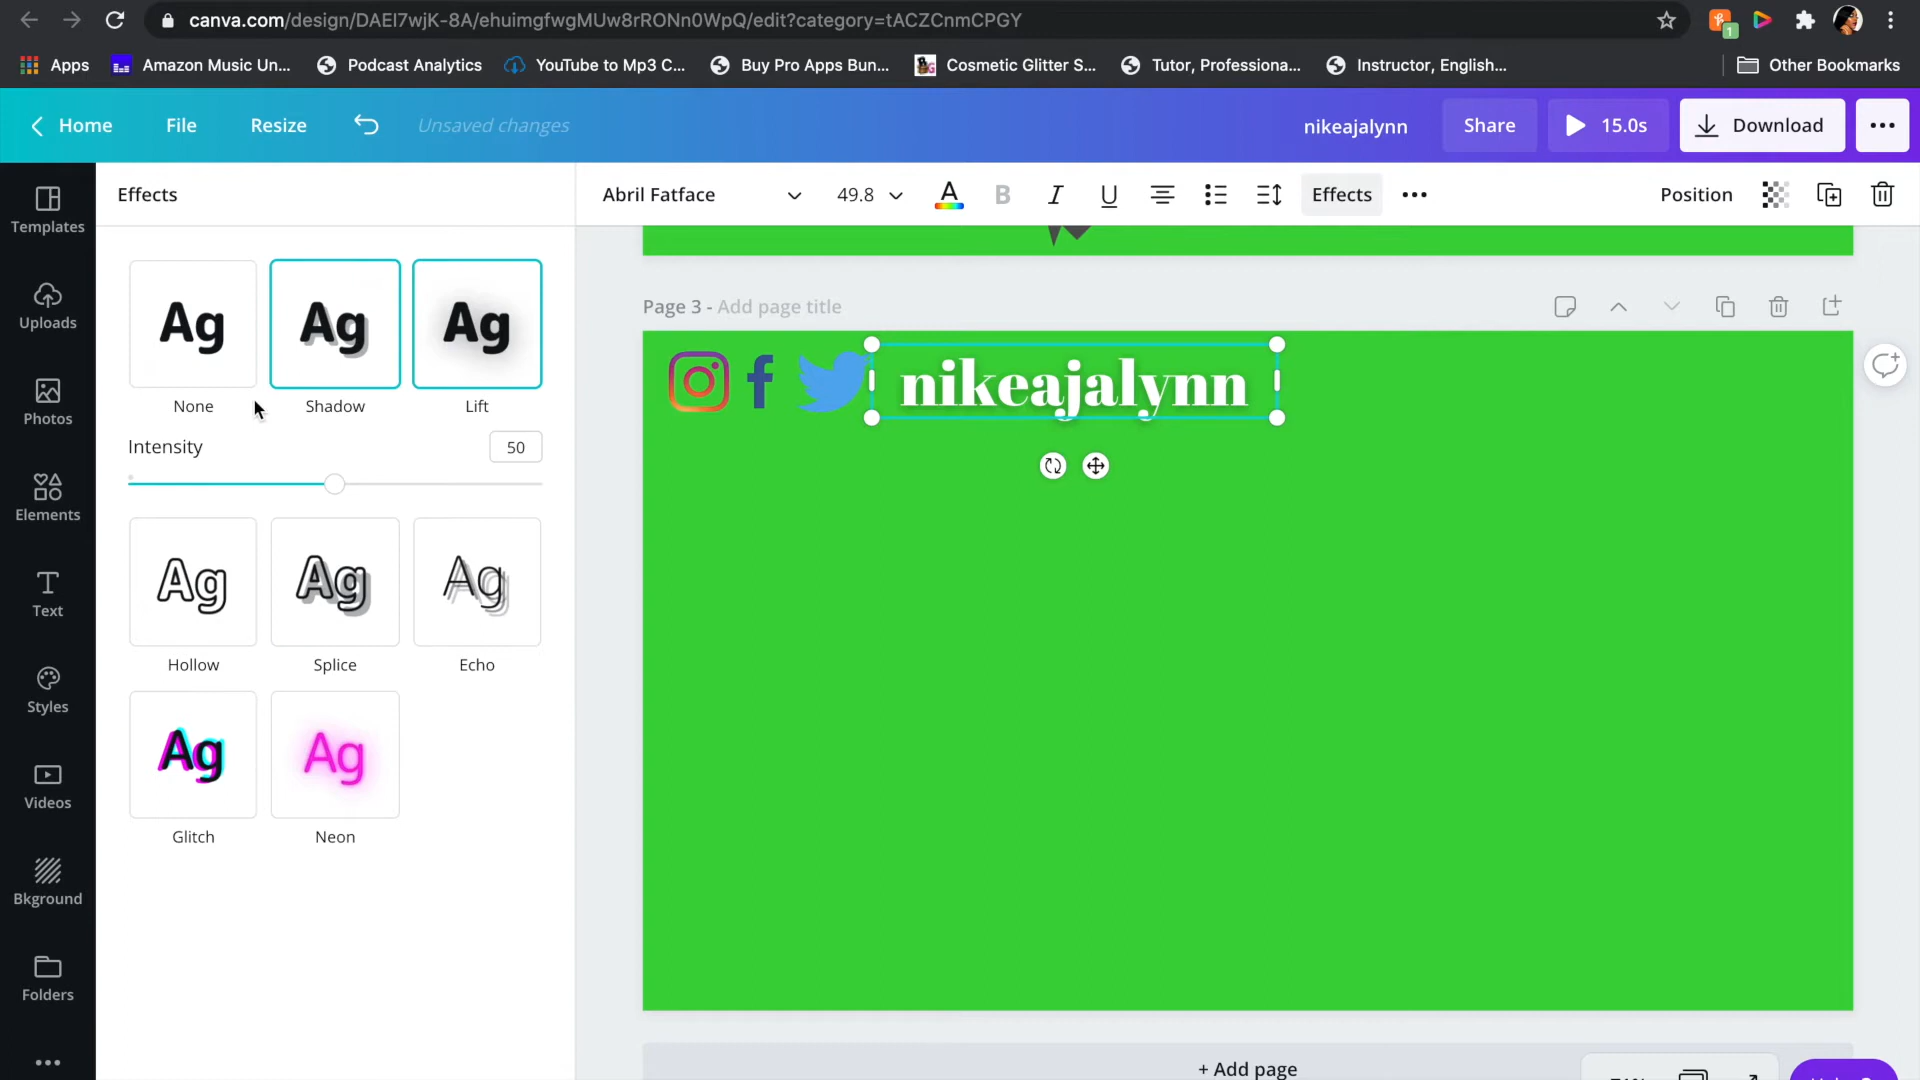 canva.com/design/DAEI7wjK-8A/ehuimgfwgMUw8rRONn0WpQ/edit?category=tACZCnmCPGY
1
Apps
Amazon Music Un...
Podcast Analytics
YouTube to Mp3 C...
Buy Pro Apps Bun...
Cosmetic Glitter S...
Tutor, Professiona...
Instructor, English...
Other Bookmarks
Home
File
Resize
Unsaved changes
nikeajalynn
Share
15.0s
Download
Templates
Uploads
Photos
Elements
Text
Styles
Videos
Bkground
Folders
Effects
Ag
None
Ag
Shadow
Ag
Lift
Intensity
50
Ag
Hollow
Ag
Splice
Ag
Echo
Ag
Glitch
Ag
Neon
Abril Fatface
49.8
A
B
I
U
Effects
Position
Page 3 - Add page title
nikeajalynn
+ Add page